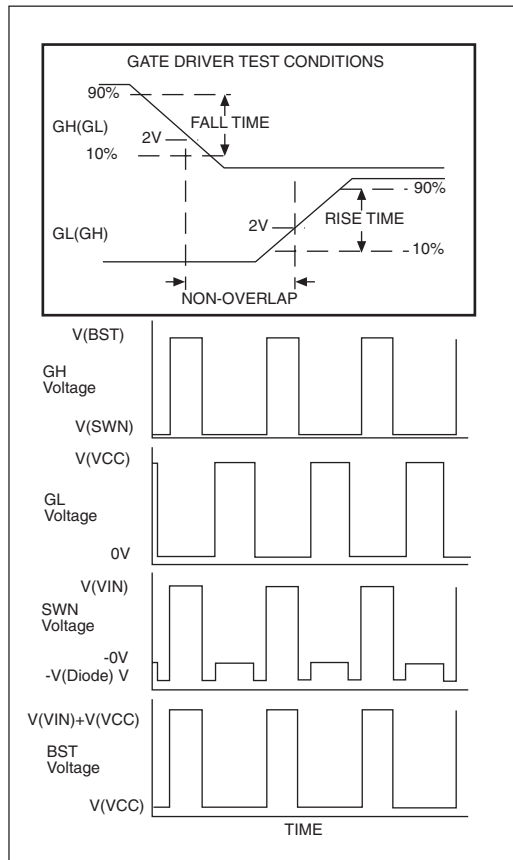 GATE DRIVER TEST CONDITIONS
90%
FALL TIME
GH(GL)
2V
10%
90%
RISE TIME
2V
GL(GH)
10%
NON-OVERLAP
V(BST)
GH
Voltage
V(SWN)
V(VCC)
GL
Voltage
0V
V(VIN)
SWN
Voltage
-0V
-V(Diode) V
V(VIN)+V(VCC)
BST
Voltage
V(VCC)
TIME